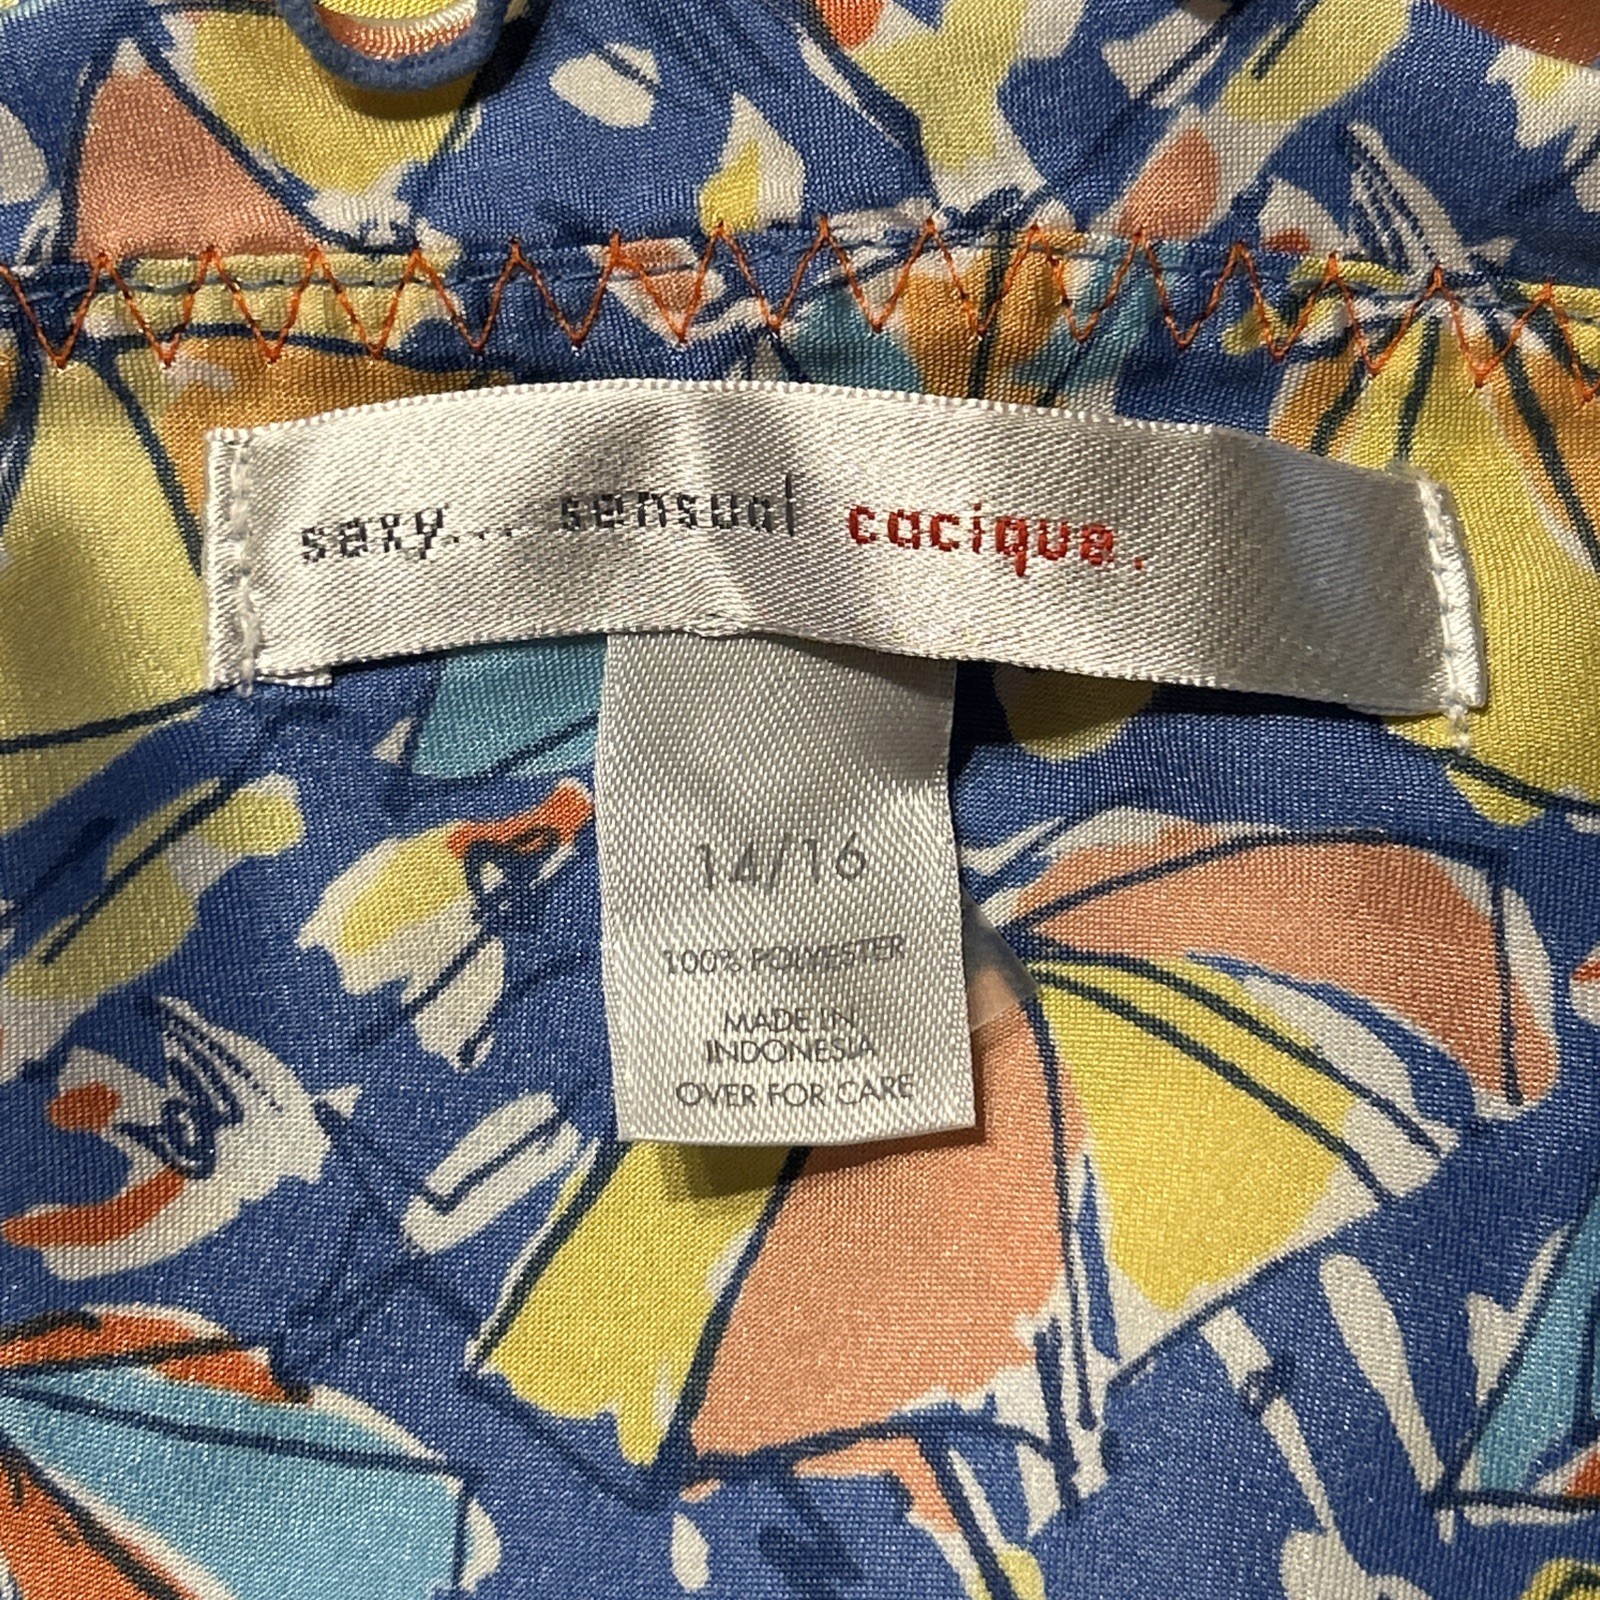 sexy... sensual cacique.
14/16
100% POLYESTER
MADE IN
INDONESIA
OVER FOR CARE